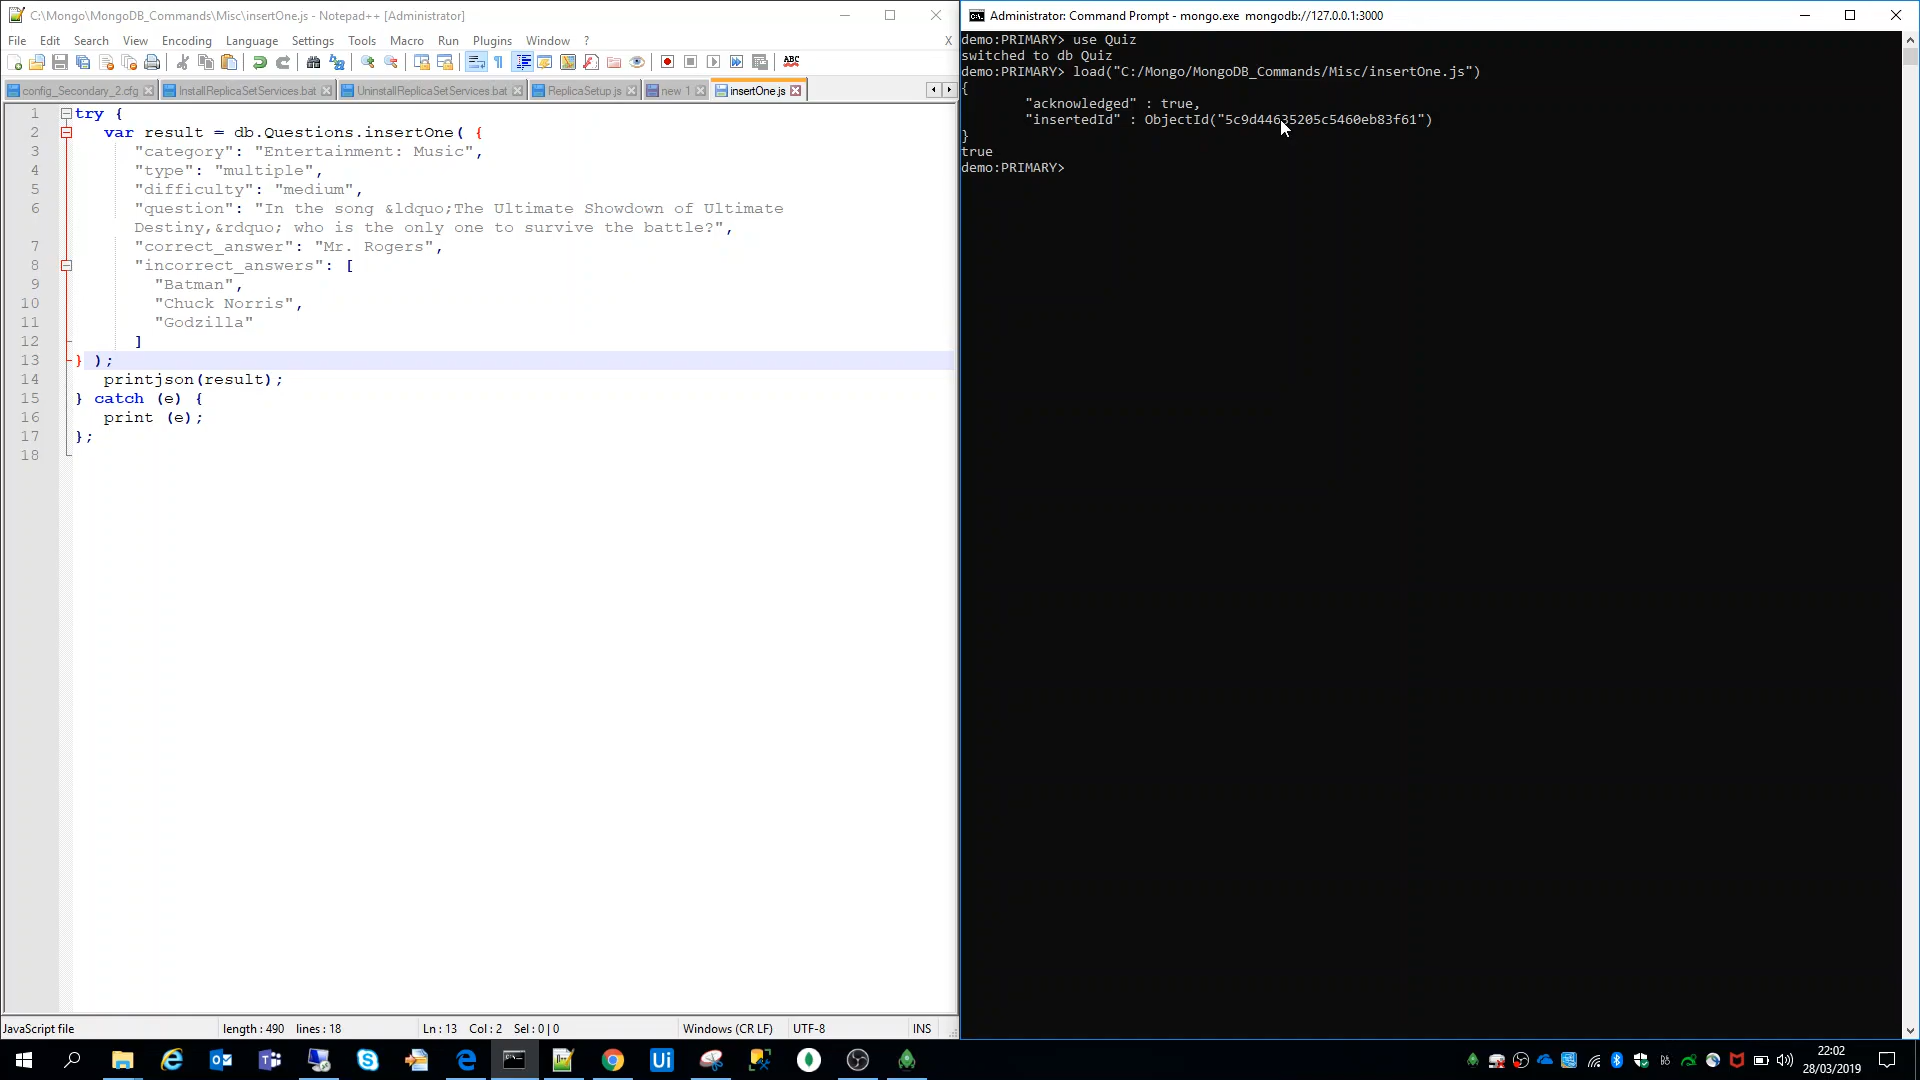 C:\Mongo\MongoDB_Commands\Misc\insertOne.js - Notepad++ [Administrator]
File Edit Search View Encoding Language Settings Tools Macro Run Plugins Window ? X
config_Secondary_2.cfg InstallReplicaSetServices.bat UninstallReplicaSetServices.bat ReplicaSetup.js new 1 insertOne.js
1 try {
2 var result = db.Questions.insertOne( {
3 "category": "Entertainment: Music",
4 "type": "multiple",
5 "difficulty": "medium",
6 "question": "In the song &ldquo;The Ultimate Showdown of Ultimate
Destiny,&rdquo; who is the only one to survive the battle?",
7 "correct_answer": "Mr. Rogers",
8 "incorrect_answers": [
9 "Batman",
10 "Chuck Norris",
11 "Godzilla"
12 ]
13 } );
14 printjson(result);
15 } catch (e) {
16 print (e);
17 };
18
JavaScript file length : 490 lines : 18 Ln : 13 Col : 2 Sel : 0 | 0 Windows (CR LF) UTF-8 INS
Administrator: Command Prompt - mongo.exe mongodb://127.0.0.1:3000
demo:PRIMARY> use Quiz
switched to db Quiz
demo:PRIMARY> load("C:/Mongo/MongoDB_Commands/Misc/insertOne.js")
{
"acknowledged" : true,
"insertedId" : ObjectId("5c9d44635205c5460eb83f61")
}
true
demo:PRIMARY>
Ui
22:02
28/03/2019